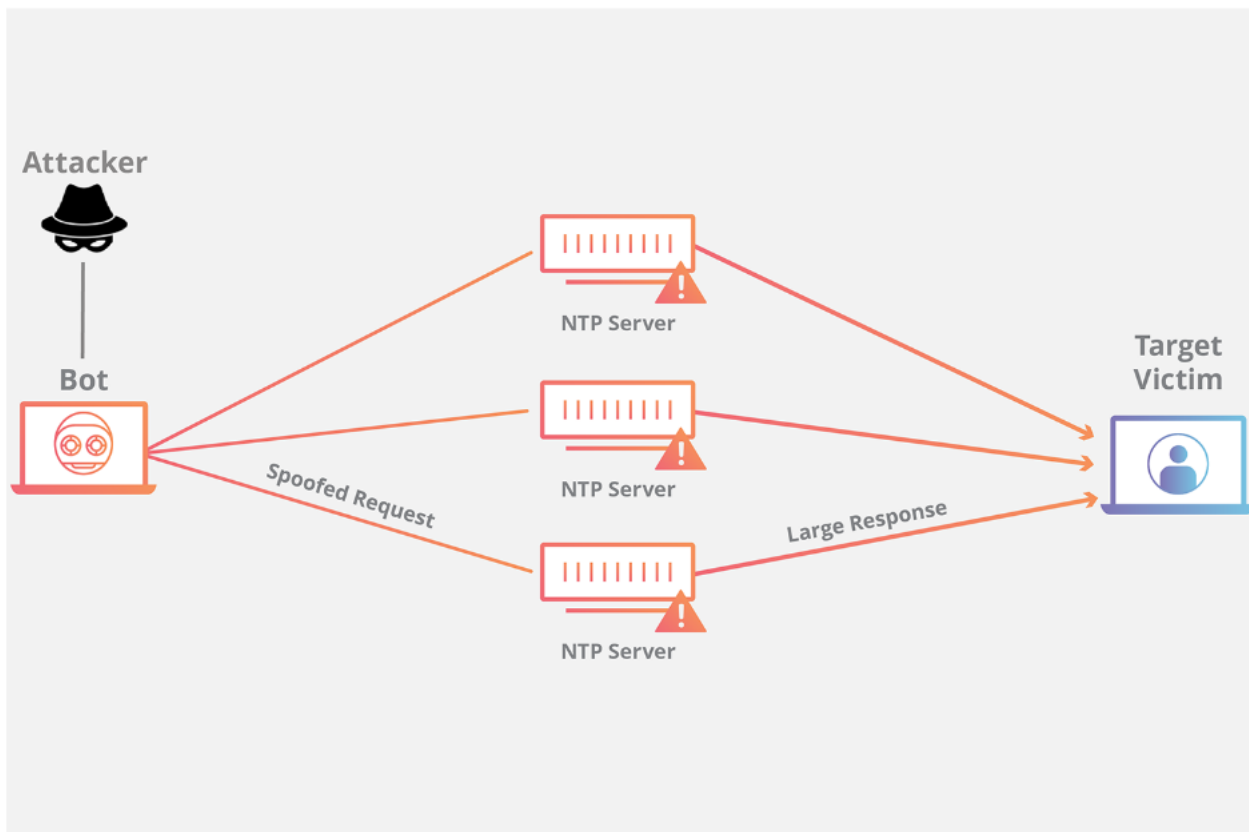 Attacker
Bot
Spoofed Request
NTP Server
NTP Server
NTP Server
Large Response
Target
Victim